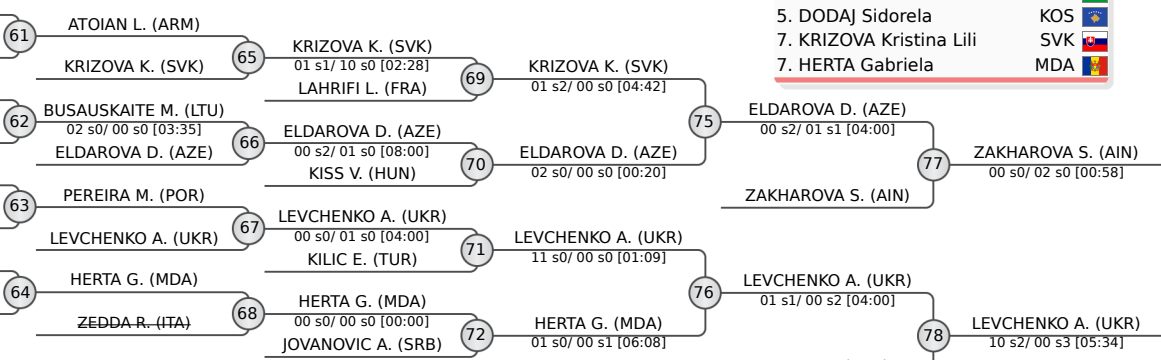 5. DODAJ Sidorela KOS
7. KRIZOVA Kristina Lili SVK
7. HERTA Gabriela MDA
61
ATOIAN L. (ARM)
KRIZOVA K. (SVK)
65
KRIZOVA K. (SVK)
01 s1/ 10 s0 [02:28]
LAHRIFI L. (FRA)
69
KRIZOVA K. (SVK)
01 s2/ 00 s0 [04:42]
62
BUSAUSKAITE M. (LTU)
02 s0/ 00 s0 [03:35]
ELDAROVA D. (AZE)
66
ELDAROVA D. (AZE)
00 s2/ 01 s0 [08:00]
KISS V. (HUN)
70
ELDAROVA D. (AZE)
02 s0/ 00 s0 [00:20]
75
ELDAROVA D. (AZE)
00 s2/ 01 s1 [04:00]
ZAKHAROVA S. (AIN)
77
ZAKHAROVA S. (AIN)
00 s0/ 02 s0 [00:58]
63
PEREIRA M. (POR)
LEVCHENKO A. (UKR)
67
LEVCHENKO A. (UKR)
00 s0/ 01 s0 [04:00]
KILIC E. (TUR)
71
LEVCHENKO A. (UKR)
11 s0/ 00 s0 [01:09]
64
HERTA G. (MDA)
ZEDDA R. (ITA)
68
HERTA G. (MDA)
00 s0/ 00 s0 [00:00]
JOVANOVIC A. (SRB)
72
HERTA G. (MDA)
01 s0/ 00 s1 [06:08]
76
LEVCHENKO A. (UKR)
01 s1/ 00 s2 [04:00]
78
LEVCHENKO A. (UKR)
10 s2/ 00 s3 [05:34]